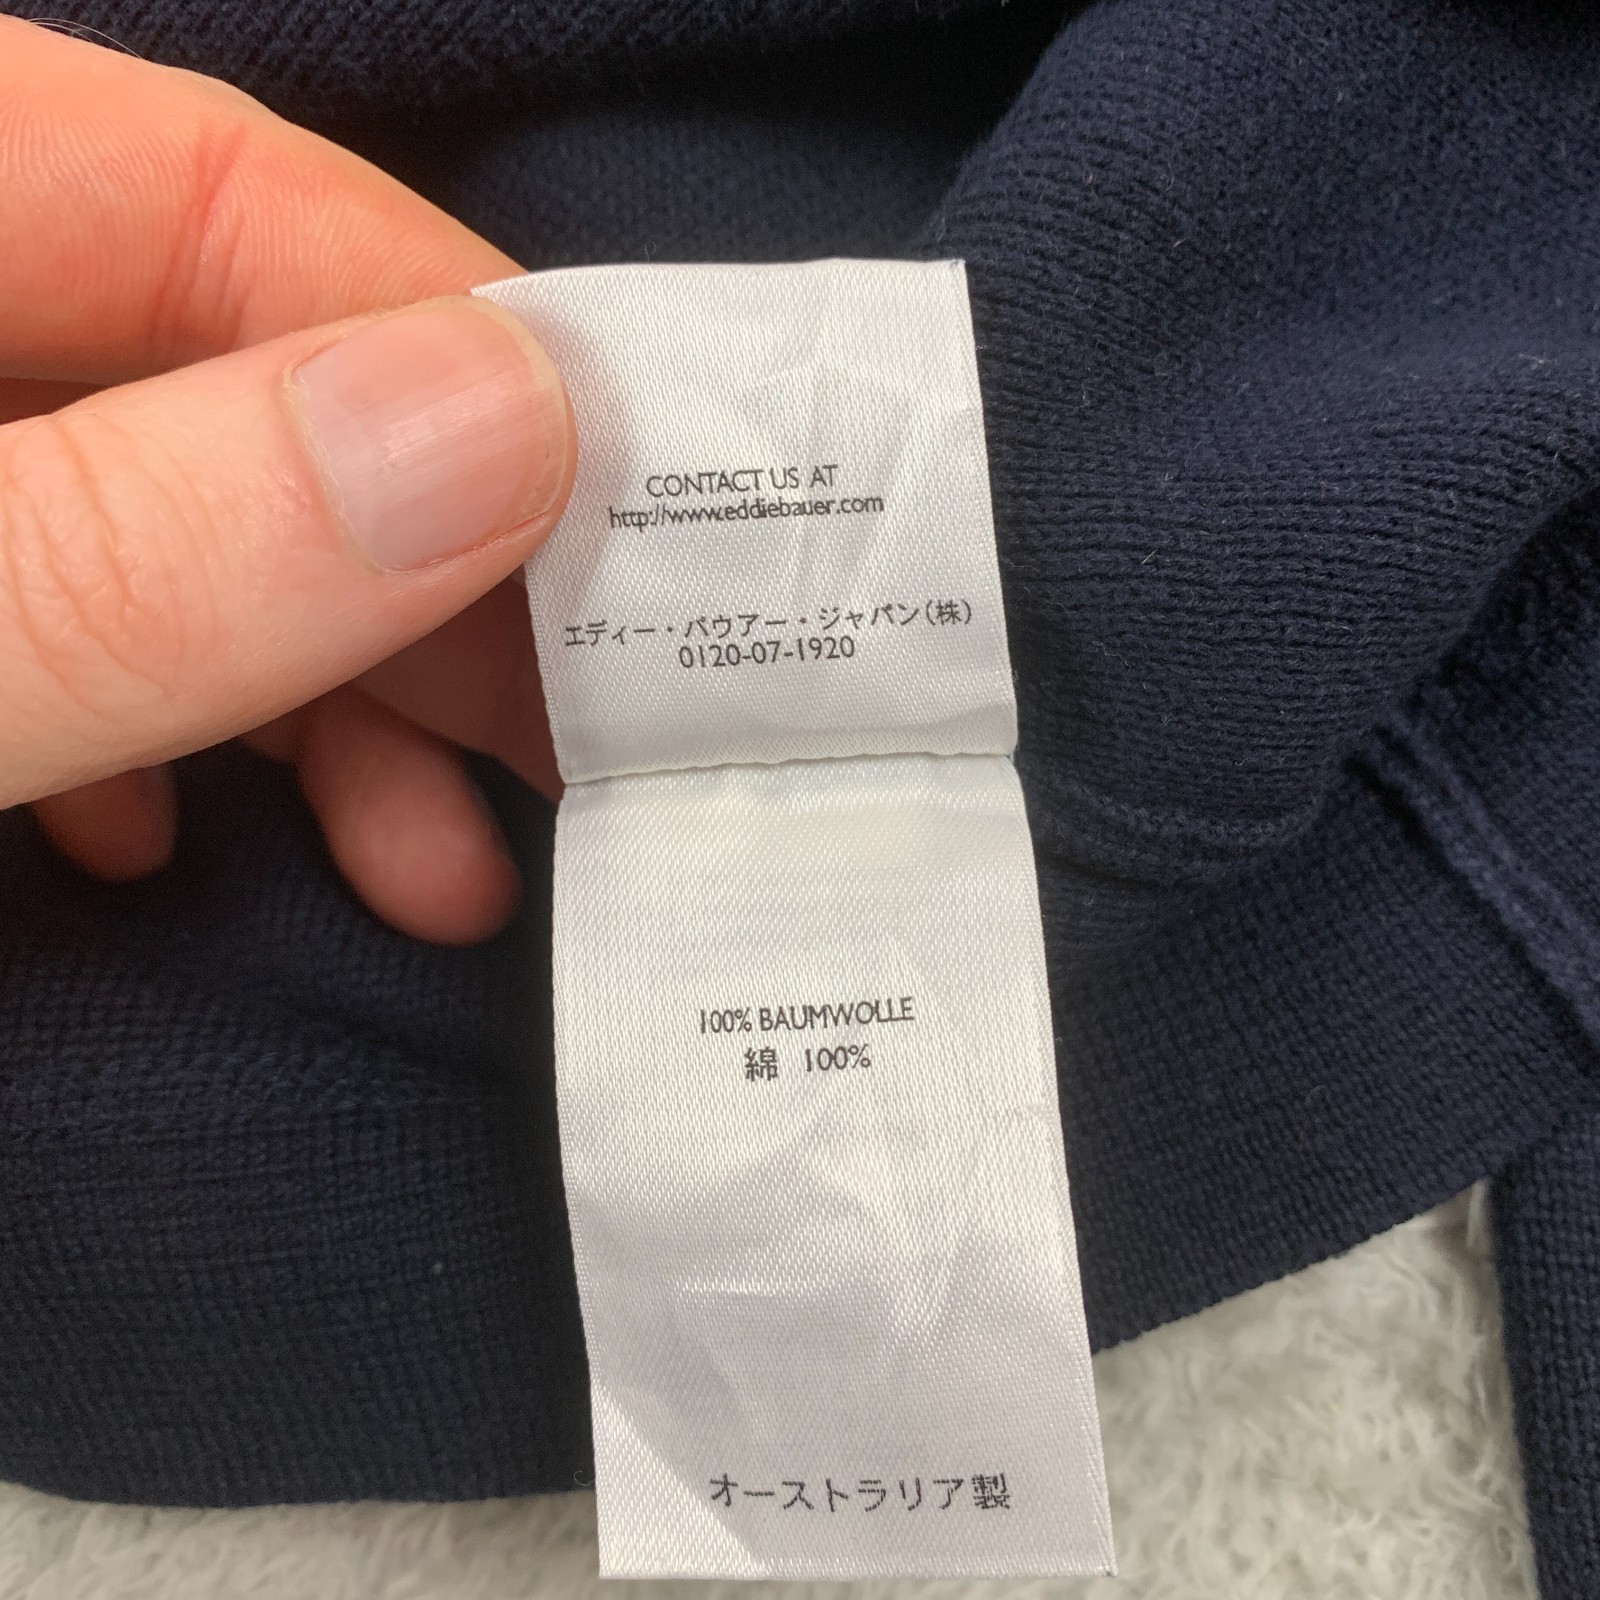 CONTACT US AT
http://www.eddiebauer.com
エディー・バウアー・ジャパン(株)
0120-07-1920
100% BAUMWOLLE
綿 100%
オーストラリア製